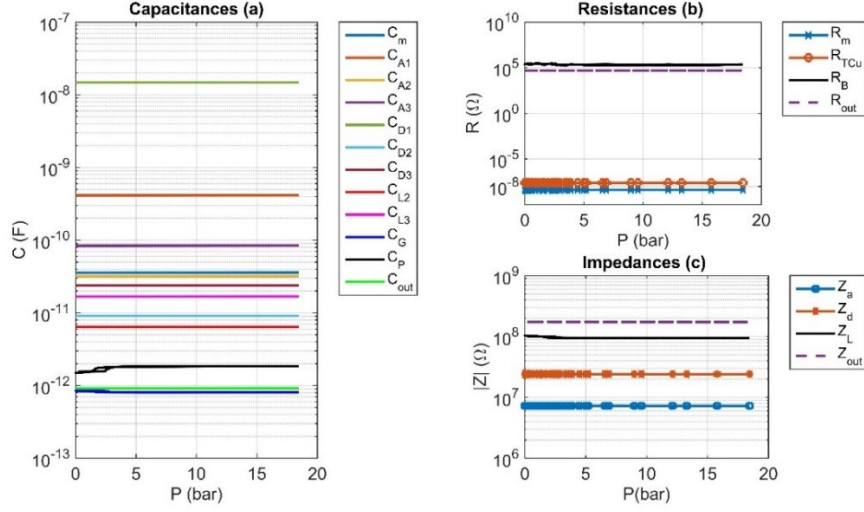 Capacitances (a)
10^-7
10^-8
10^-9
10^-10
10^-11
10^-12
10^-13
C (F)
0 5 10 15 20
P (bar)
C_m
C_A1
C_A2
C_A3
C_D1
C_D2
C_D3
C_L2
C_L3
C_G
C_P
C_out
Resistances (b)
10^10
10^5
10^0
10^-5
10^-8
R (Ω)
0 5 10 15 20
P (bar)
R_m
R_TCu
R_B
R_out
Impedances (c)
10^9
10^8
10^7
10^6
|Z| (Ω)
0 5 10 15 20
P(bar)
Z_a
Z_d
Z_L
Z_out